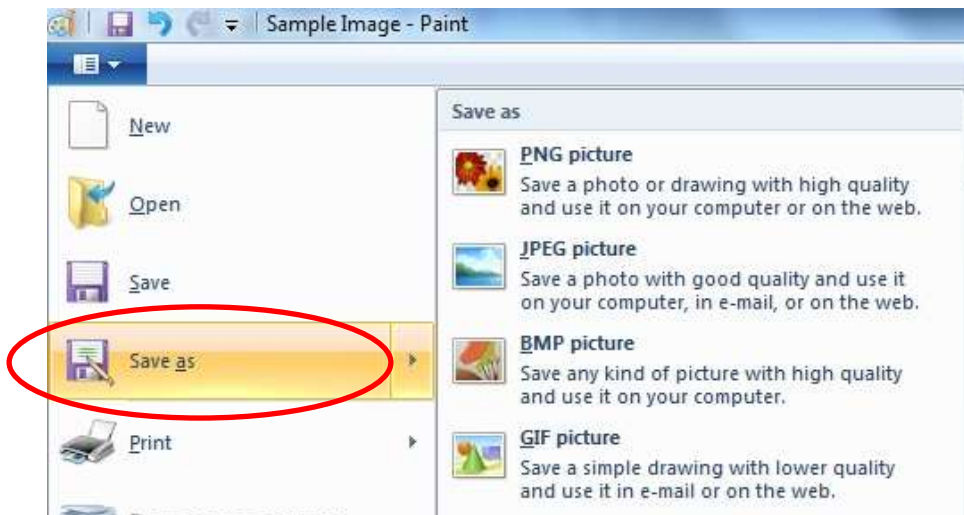 Sample Image - Paint
New
Open
Save
Save as
Print
Save as
PNG picture
Save a photo or drawing with high quality
and use it on your computer or on the web.
JPEG picture
Save a photo with good quality and use it
on your computer, in e-mail, or on the web.
BMP picture
Save any kind of picture with high quality
and use it on your computer.
GIF picture
Save a simple drawing with lower quality
and use it in e-mail or on the web.